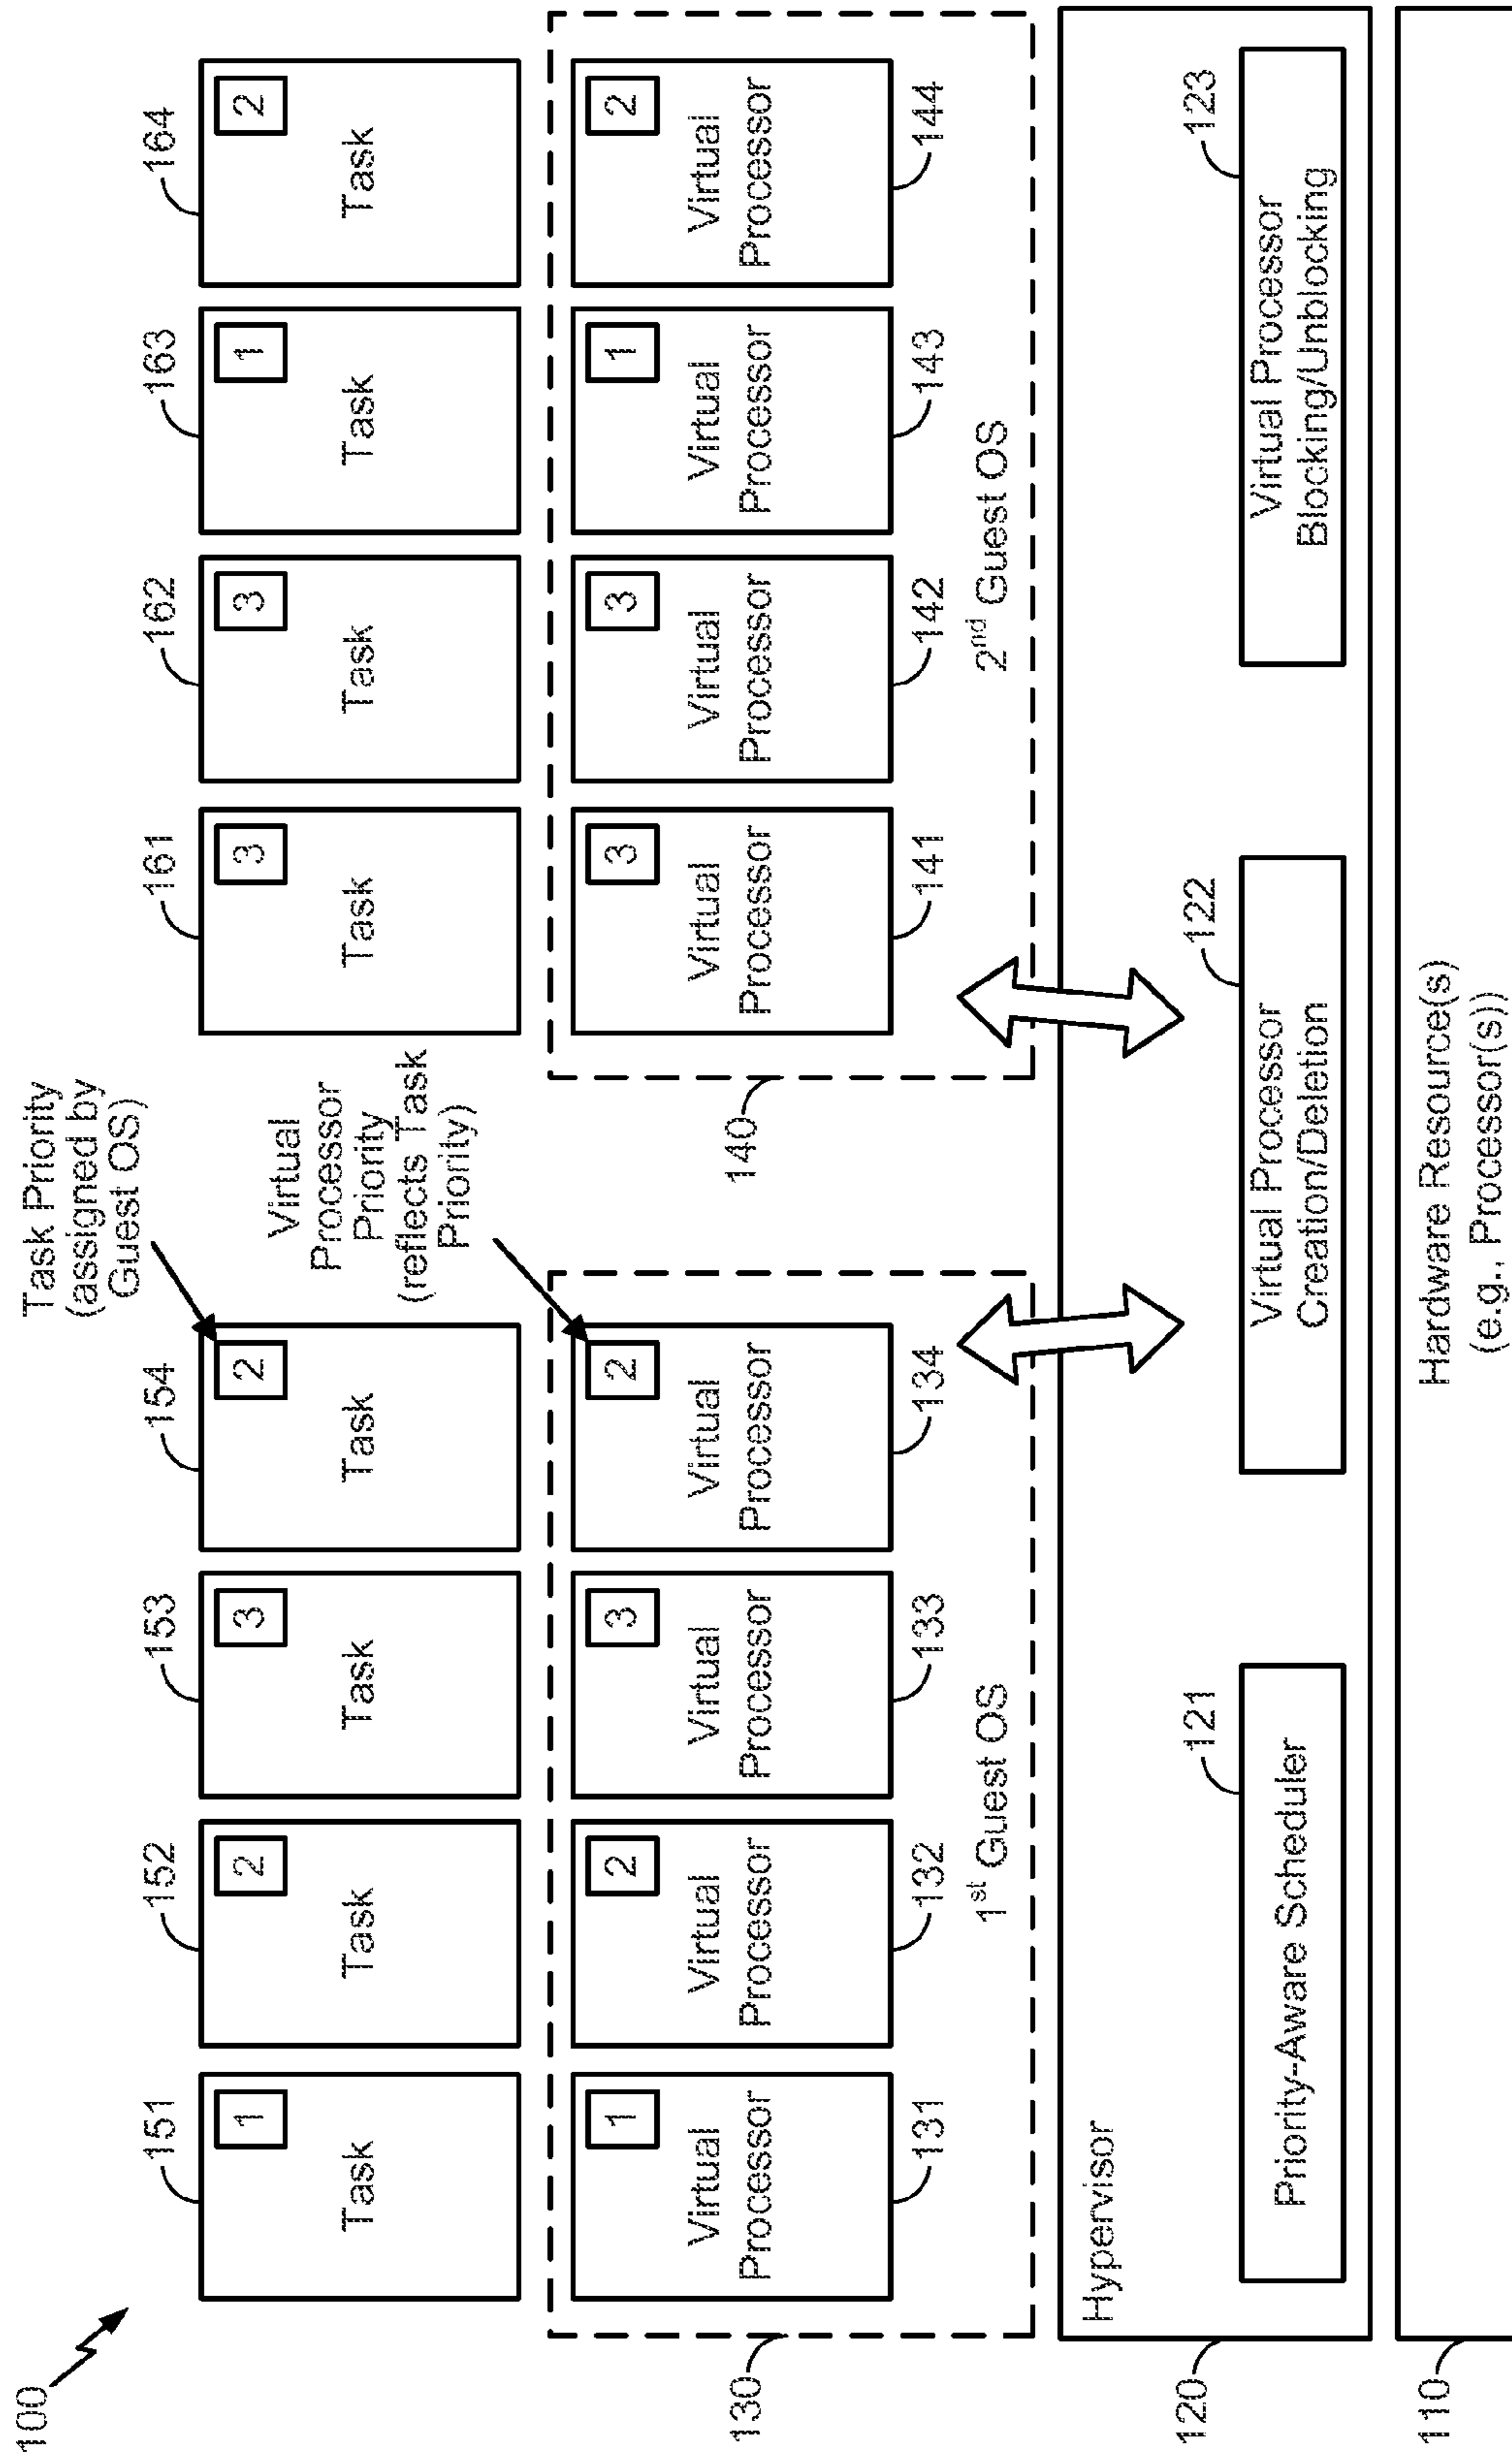 100
Task Priority
(assigned by
Guest OS)
151
152
153
154
161
162
163
164
1
2
3
2
3
3
1
2
Task
Task
Task
Task
Task
Task
Task
Task
Virtual
Processor
Priority
(reflects Task
Priority)
1
2
3
2
3
3
1
2
Virtual
Processor
Virtual
Processor
Virtual
Processor
Virtual
Processor
Virtual
Processor
Virtual
Processor
Virtual
Processor
Virtual
Processor
130
131
132
133
134
140
141
142
143
144
1st Guest OS
2nd Guest OS
120
Hypervisor
121
122
123
Priority-Aware Scheduler
Virtual Processor
Creation/Deletion
Virtual Processor
Blocking/Unblocking
110
Hardware Resource(s)
(e.g., Processor(s))